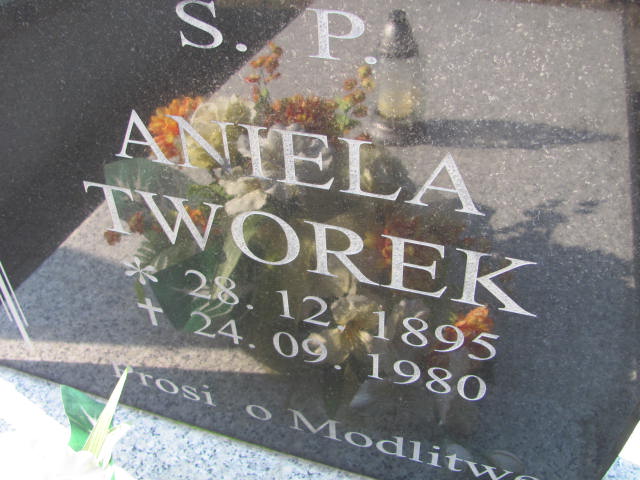 S. P.
ANIELA
TWOREK
* 28. 12. 1895
† 24. 09. 1980
Prosi o Modlitwę